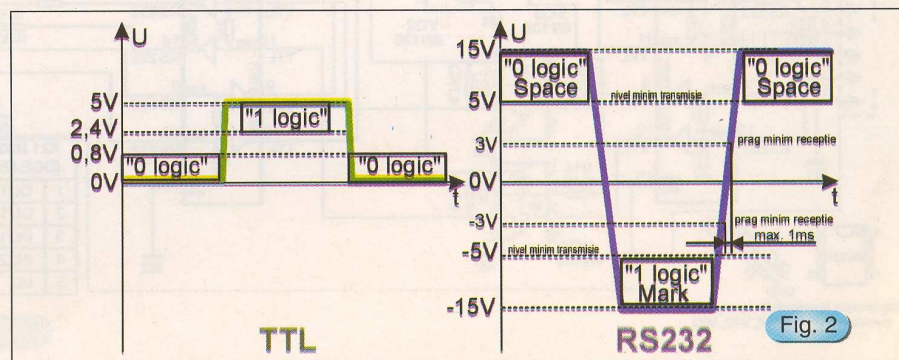 U
5V
2,4V
0,8V
0V
"1 logic"
"0 logic"
"0 logic"
t
TTL
U
15V
5V
3V
0V
-3V
-5V
-15V
"0 logic"
Space
"0 logic"
Space
nivel minim transmisie
prag minim receptie
t
prag minim receptie
max. 1ms
nivel minim transmisie
"1 logic"
Mark
RS232
Fig. 2